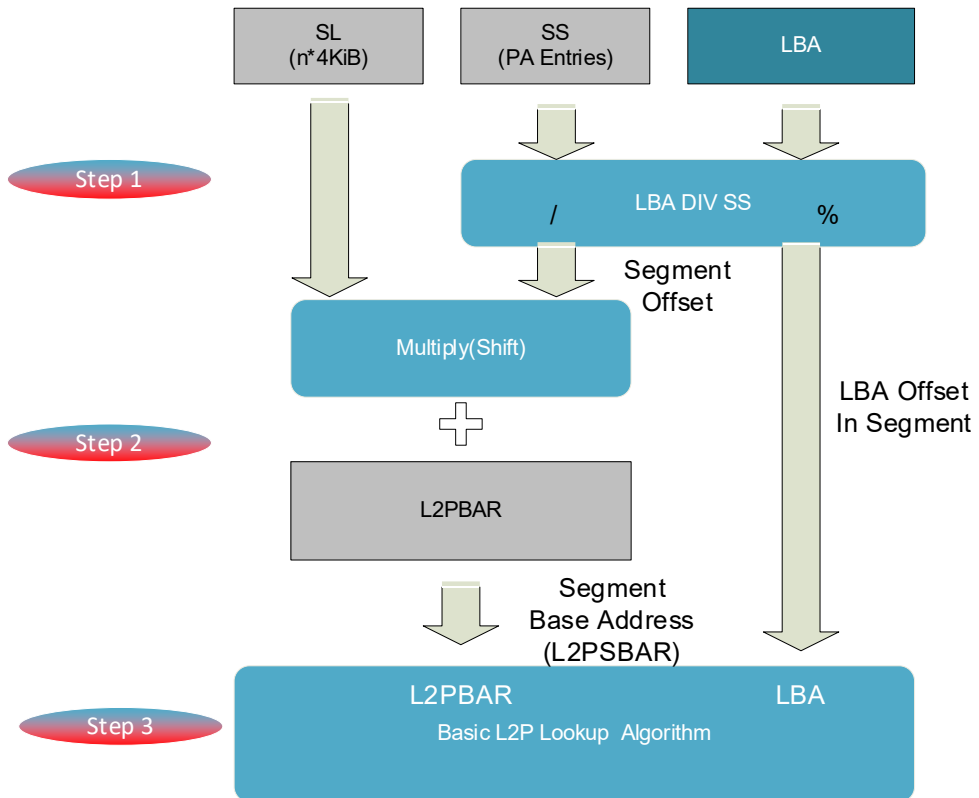 SL
(n*4KiB)
SS
(PA Entries)
LBA
Step 1
LBA DIV SS
/
%
Segment
Offset
Multiply(Shift)
LBA Offset
In Segment
Step 2
L2PBAR
Segment
Base Address
(L2PSBAR)
L2PBAR
LBA
Step 3
Basic L2P Lookup  Algorithm